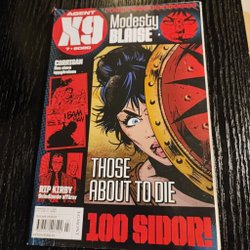 AGENT
X9
7 • 2020
Modesty
BLAISE
CORRIGAN
RIP KIRBY
THOSE
ABOUT TO DIE
100 SIDOR!